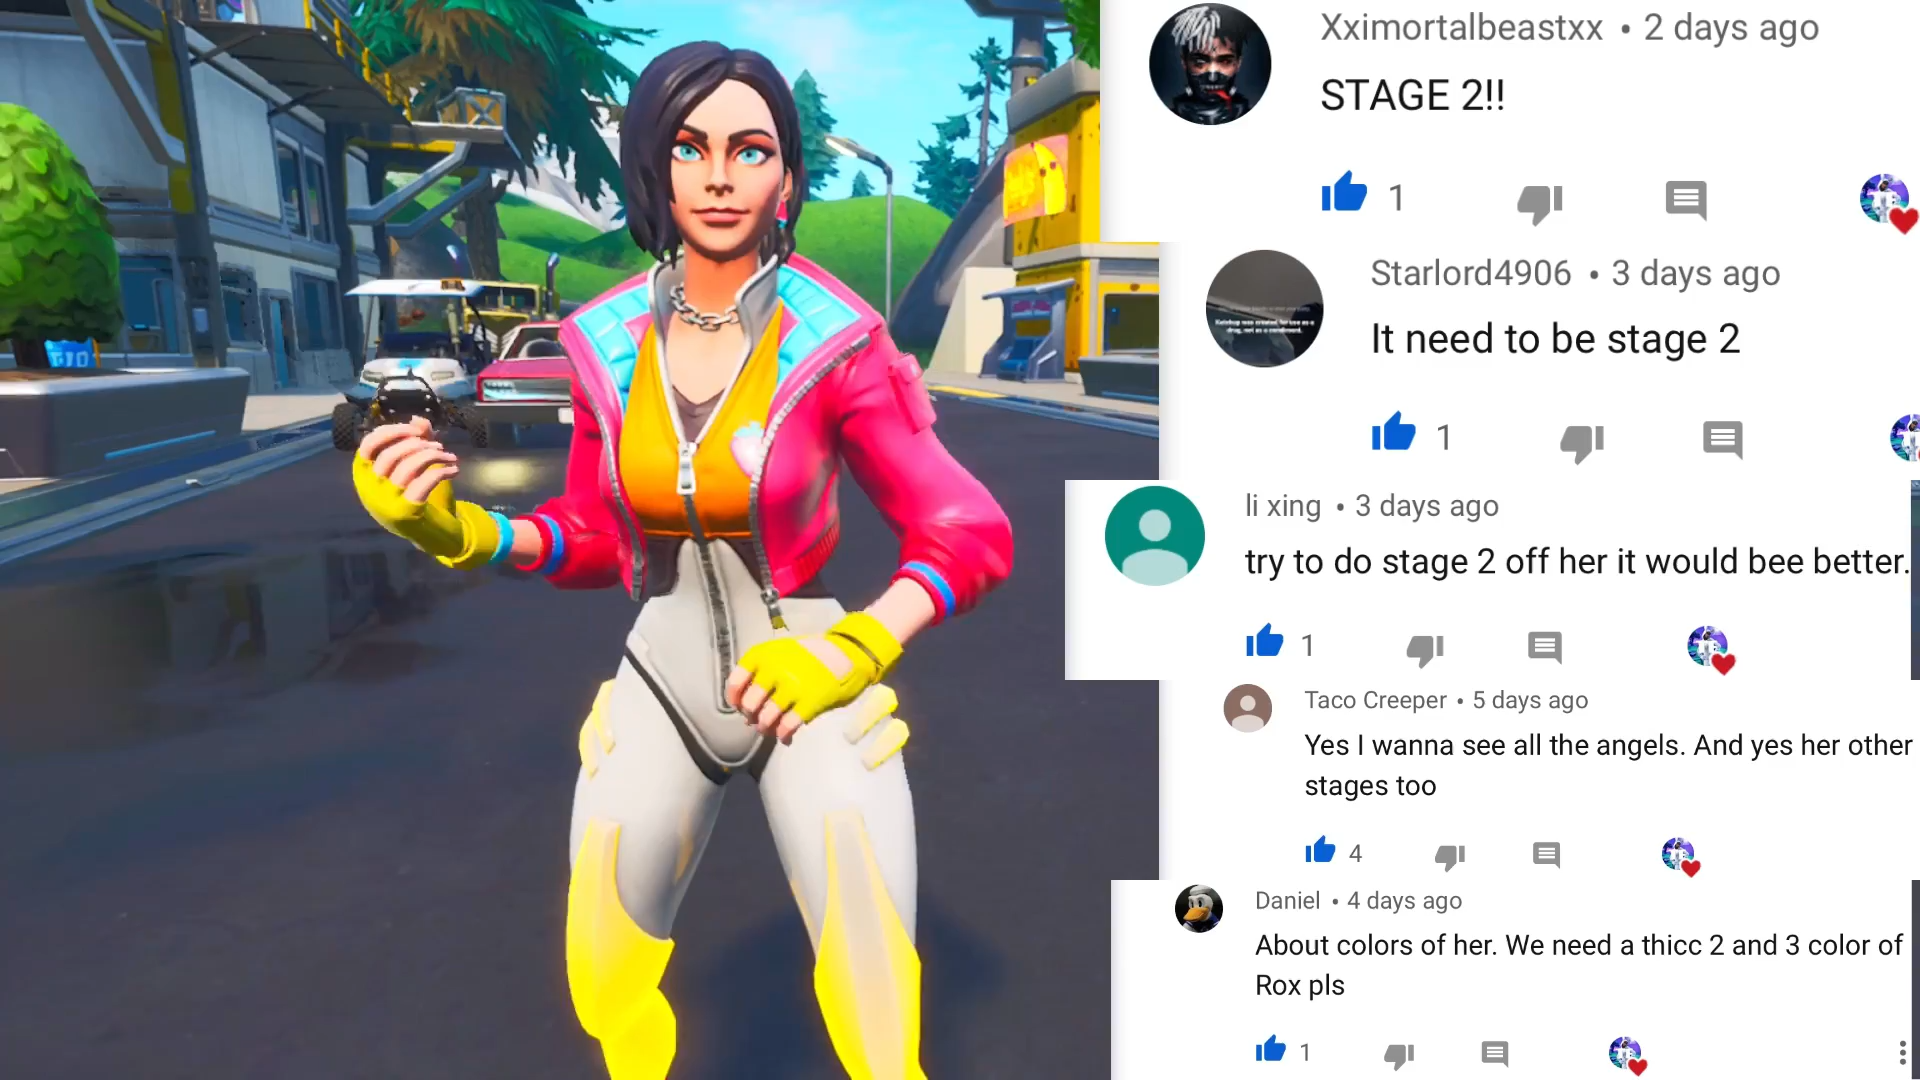 Xximortalbeastxx • 2 days ago
STAGE 2!!
1
Starlord4906 • 3 days ago
It need to be stage 2
1
li xing • 3 days ago
try to do stage 2 off her it would bee better.
1
Taco Creeper • 5 days ago
Yes I wanna see all the angels. And yes her other
stages too
4
Daniel • 4 days ago
About colors of her. We need a thicc 2 and 3 color of
Rox pls
1